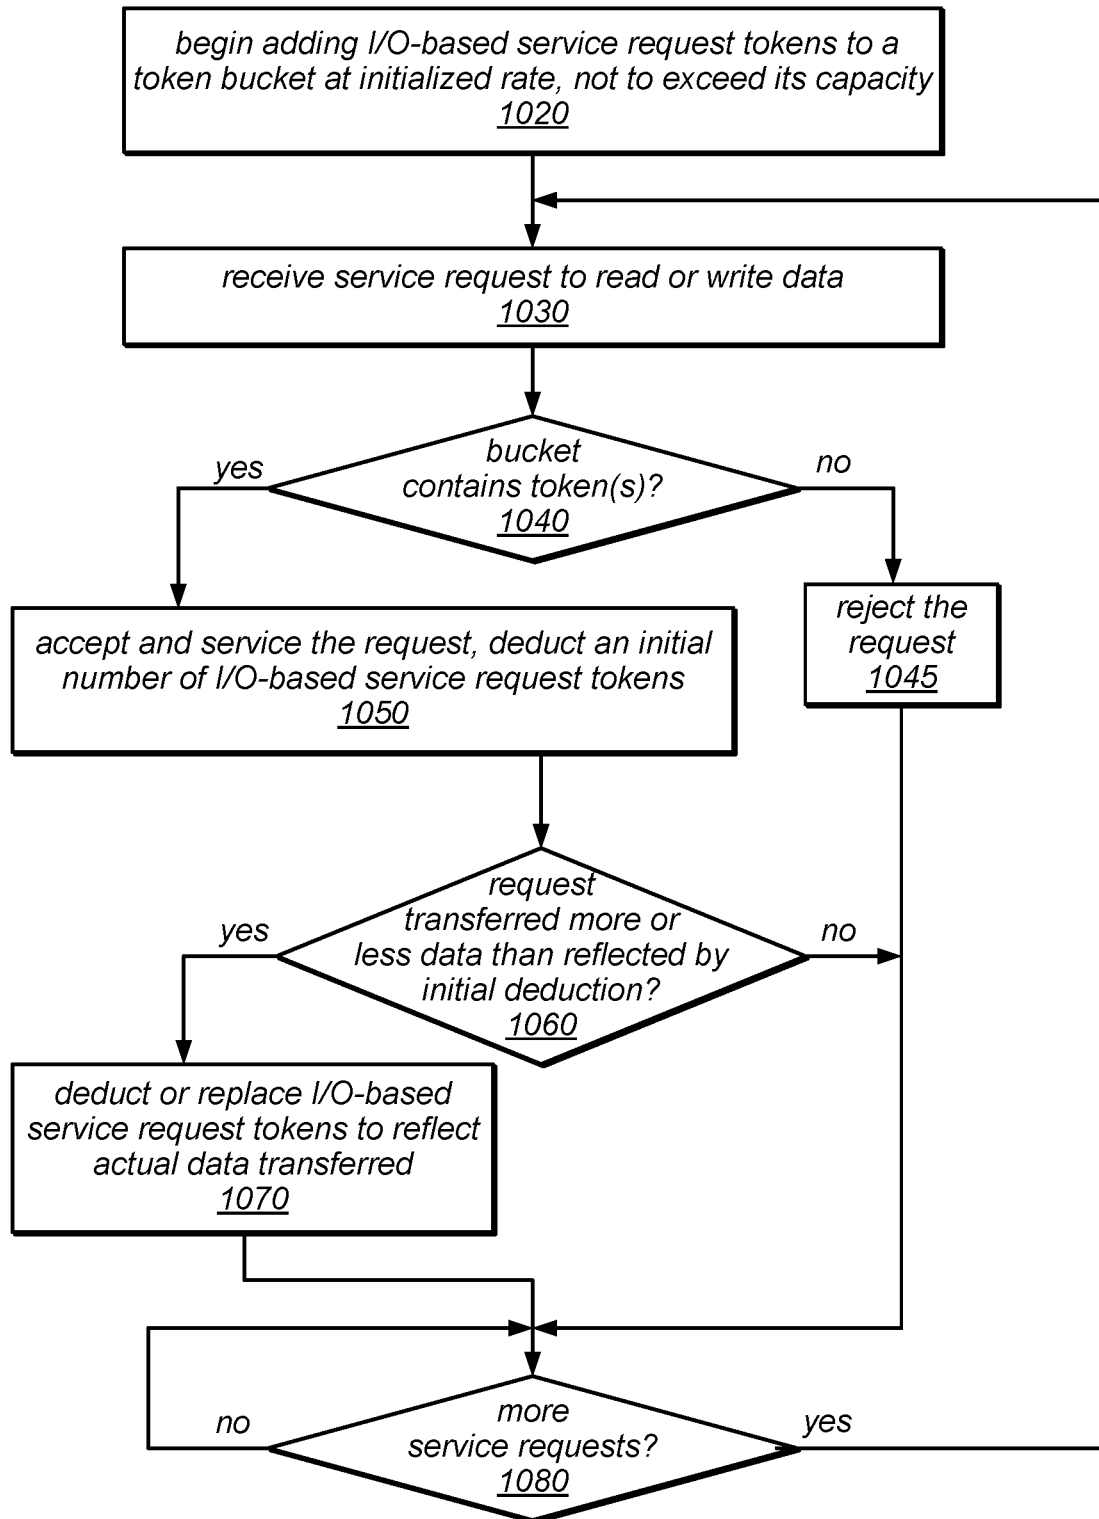 begin adding I/O-based service request tokens to a
token bucket at initialized rate, not to exceed its capacity
1020
receive service request to read or write data
1030
bucket
contains token(s)?
1040
yes
no
accept and service the request, deduct an initial
number of I/O-based service request tokens
1050
reject the
request
1045
request
transferred more or
less data than reflected by
initial deduction?
1060
yes
no
deduct or replace I/O-based
service request tokens to reflect
actual data transferred
1070
more
service requests?
1080
no
yes